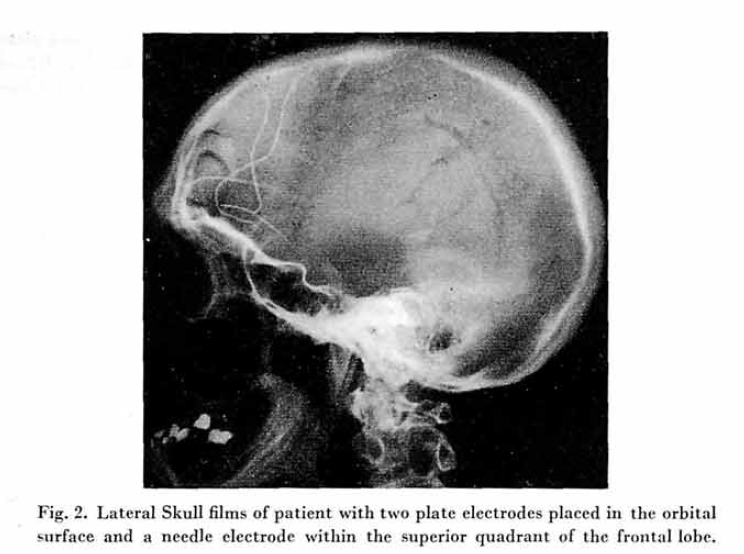 Fig. 2. Lateral Skull films of patient with two plate electrodes placed in the orbital
surface and a needle electrode within the superior quadrant of the frontal lobe.